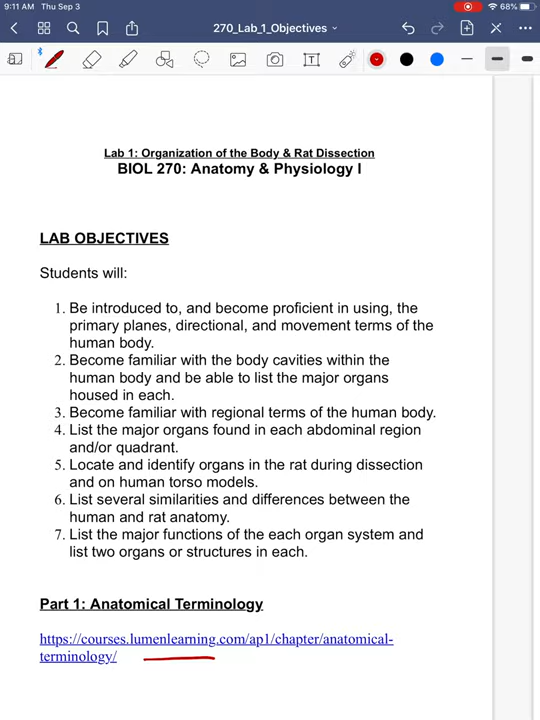 9:11 AM Thu Sep 3
68%
270_Lab_1_Objectives
Lab 1: Organization of the Body & Rat Dissection
BIOL 270: Anatomy & Physiology I
LAB OBJECTIVES
Students will:
1. Be introduced to, and become proficient in using, the
primary planes, directional, and movement terms of the
human body.
2. Become familiar with the body cavities within the
human body and be able to list the major organs
housed in each.
3. Become familiar with regional terms of the human body.
4. List the major organs found in each abdominal region
and/or quadrant.
5. Locate and identify organs in the rat during dissection
and on human torso models.
6. List several similarities and differences between the
human and rat anatomy.
7. List the major functions of the each organ system and
list two organs or structures in each.
Part 1: Anatomical Terminology
https://courses.lumenlearning.com/ap1/chapter/anatomical-
terminology/